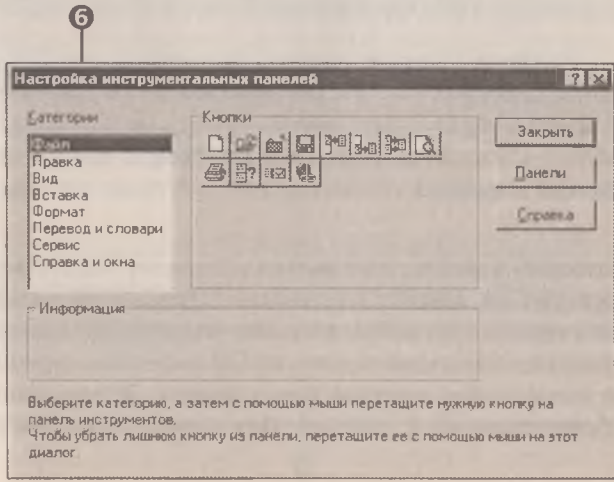 6
Настройка инструментальных панелей
Категории
Кнопки
Файл
Правка
Вид
Вставка
Формат
Перевод и словари
Сервис
Справка и окна
Закрыть
Панели
Справка
Информация
Выберите категорию, а затем с помощью мыши перетащите нужную кнопку на
панель инструментов.
Чтобы убрать лишнюю кнопку из панели, перетащите ее с помощью мыши на этот
диалог.